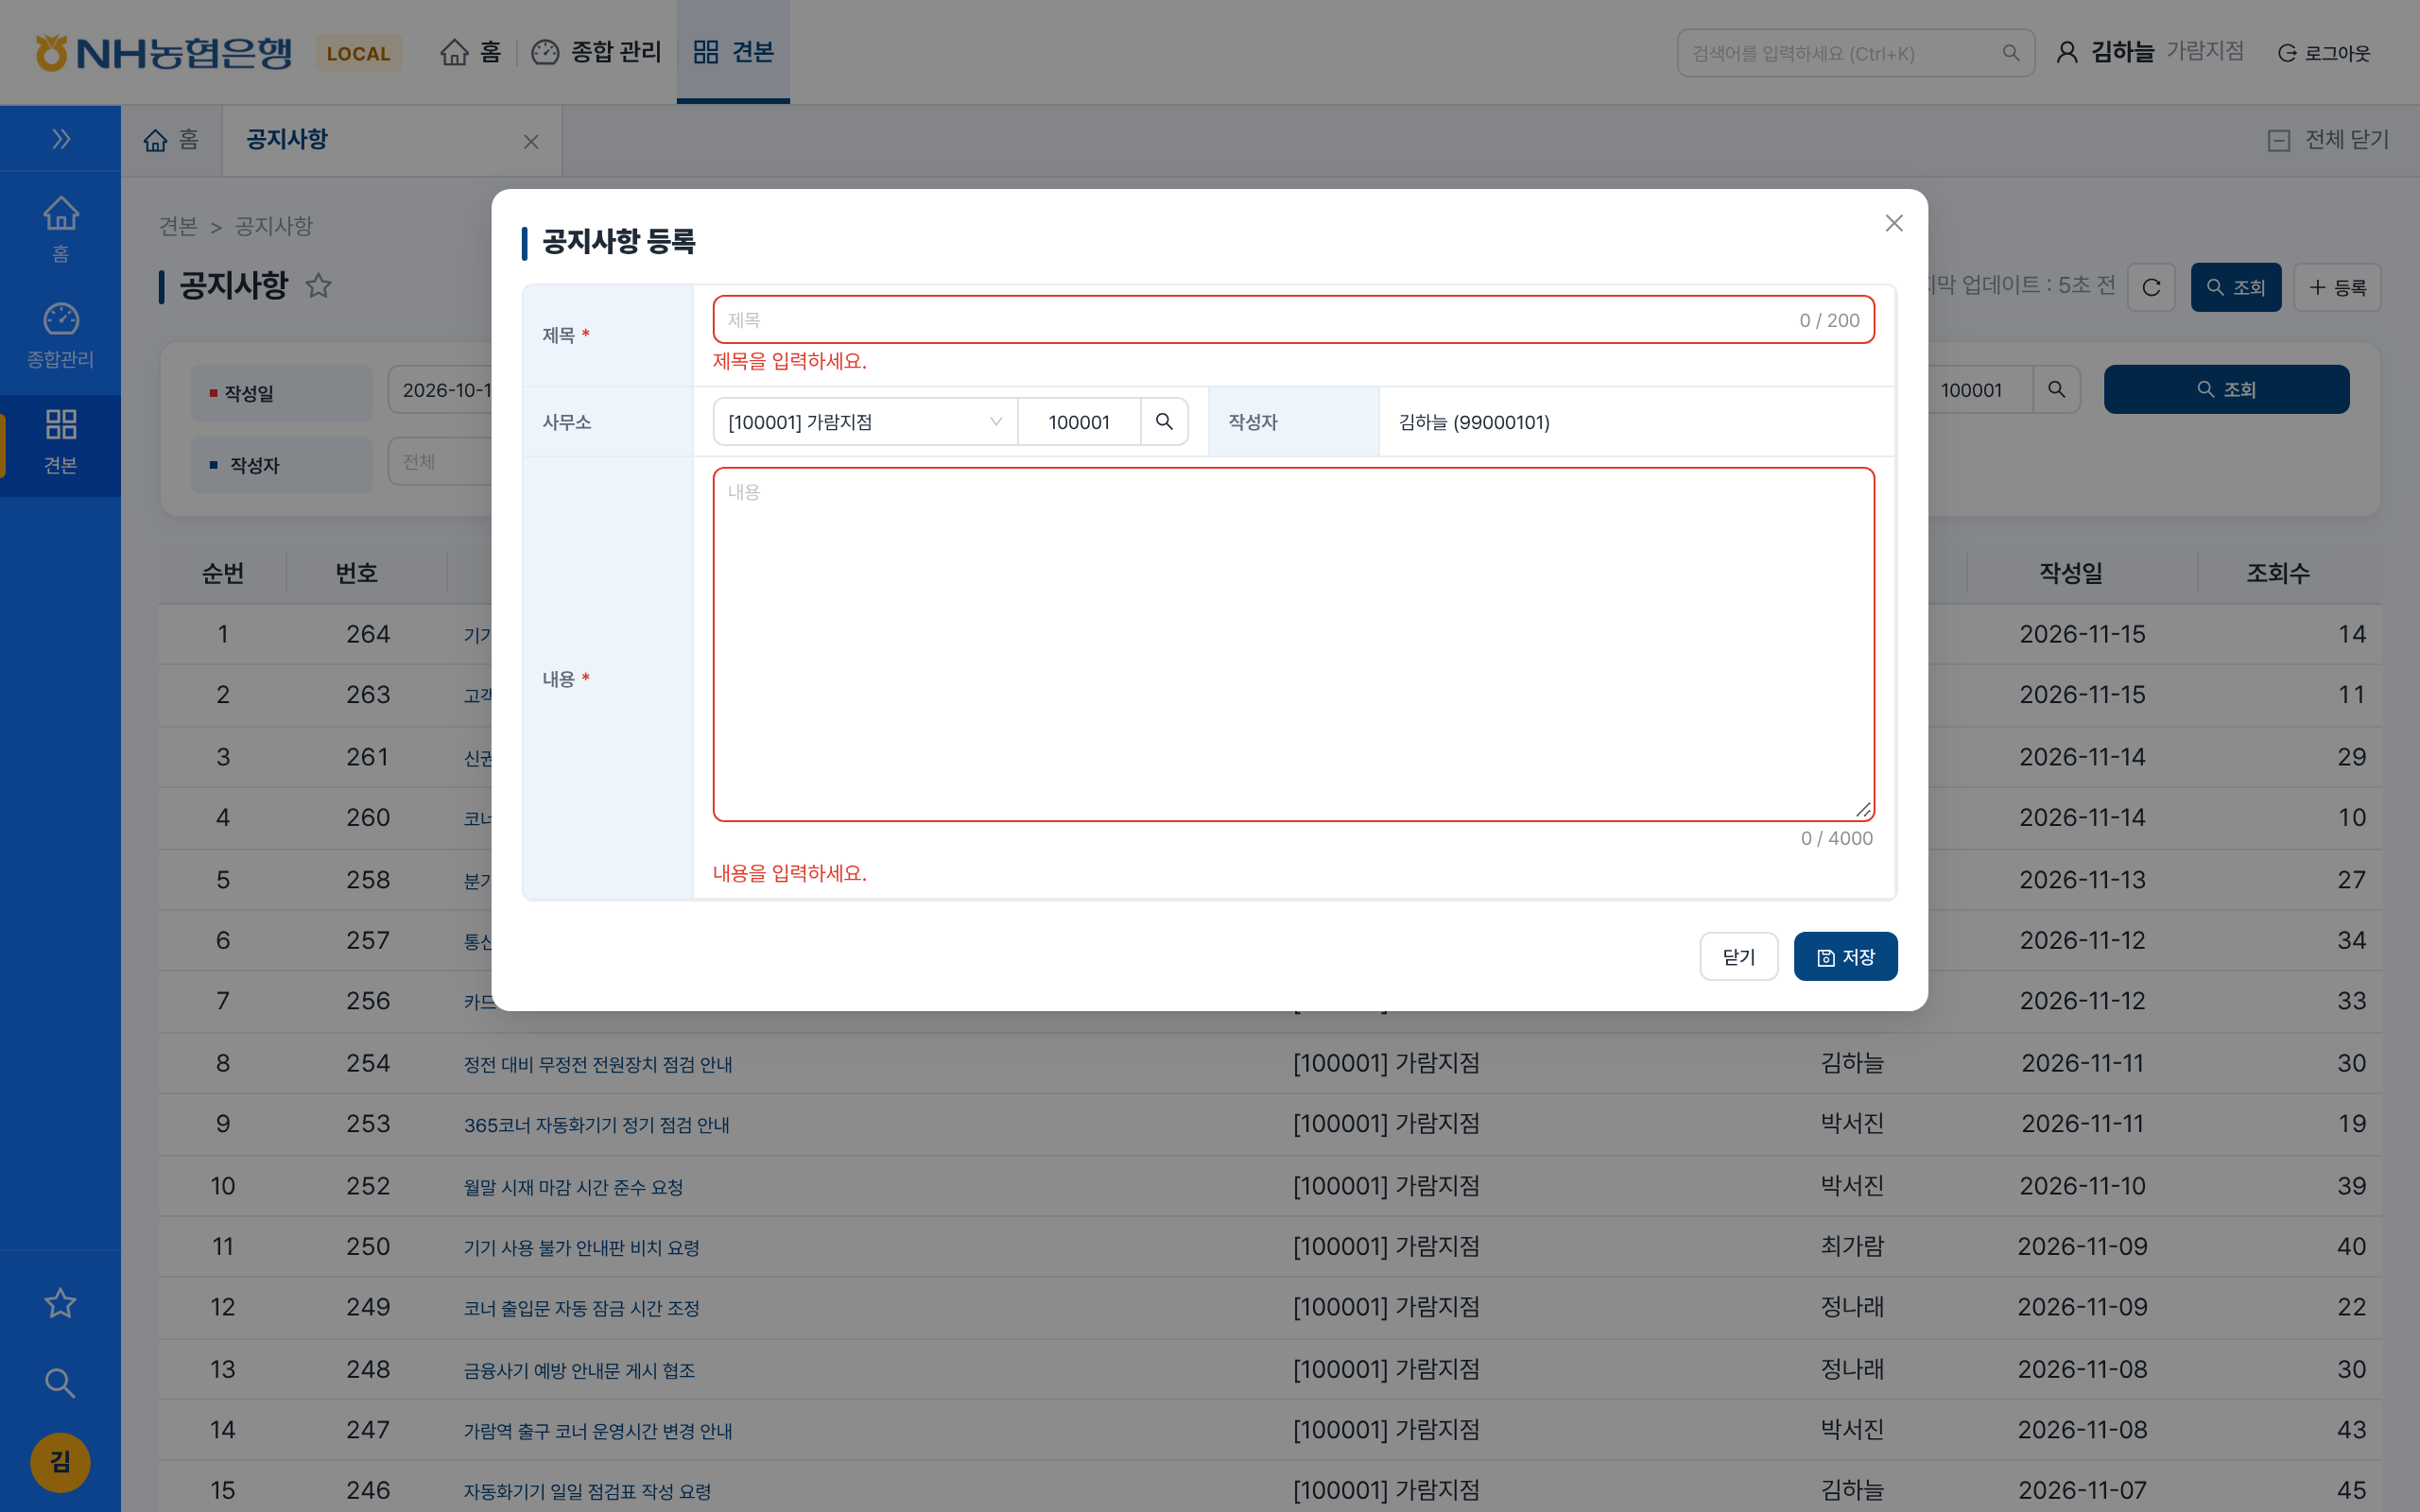 NH농협은행 LOCAL 홈 종합 관리 견본 검색어를 입력하세요 (Ctrl+K) 김하늘 가람지점 로그아웃
홈 공지사항 전체 닫기
견본 > 공지사항
홈
공지사항 막 업데이트 : 5초 전 조회 + 등록
종합관리
작성일 2026-10-1 100001 조회
견본
작성자 전체
공지사항 등록
제목 * 제목 0 / 200
제목을 입력하세요.
사무소 [100001] 가람지점 100001 작성자 김하늘 (99000101)
내용 * 내용
0 / 4000
내용을 입력하세요.
닫기 저장
순번 번호 작성일 조회수
1 264 기기 2026-11-15 14
2 263 고객 2026-11-15 11
3 261 신권 2026-11-14 29
4 260 코너 2026-11-14 10
5 258 분기 2026-11-13 27
6 257 통신 2026-11-12 34
7 256 카드 2026-11-12 33
8 254 정전 대비 무정전 전원장치 점검 안내 [100001] 가람지점 김하늘 2026-11-11 30
9 253 365코너 자동화기기 정기 점검 안내 [100001] 가람지점 박서진 2026-11-11 19
10 252 월말 시재 마감 시간 준수 요청 [100001] 가람지점 박서진 2026-11-10 39
11 250 기기 사용 불가 안내판 비치 요령 [100001] 가람지점 최가람 2026-11-09 40
12 249 코너 출입문 자동 잠금 시간 조정 [100001] 가람지점 정나래 2026-11-09 22
13 248 금융사기 예방 안내문 게시 협조 [100001] 가람지점 정나래 2026-11-08 30
14 247 가람역 출구 코너 운영시간 변경 안내 [100001] 가람지점 박서진 2026-11-08 43
15 246 자동화기기 일일 점검표 작성 요령 [100001] 가람지점 김하늘 2026-11-07 45
김